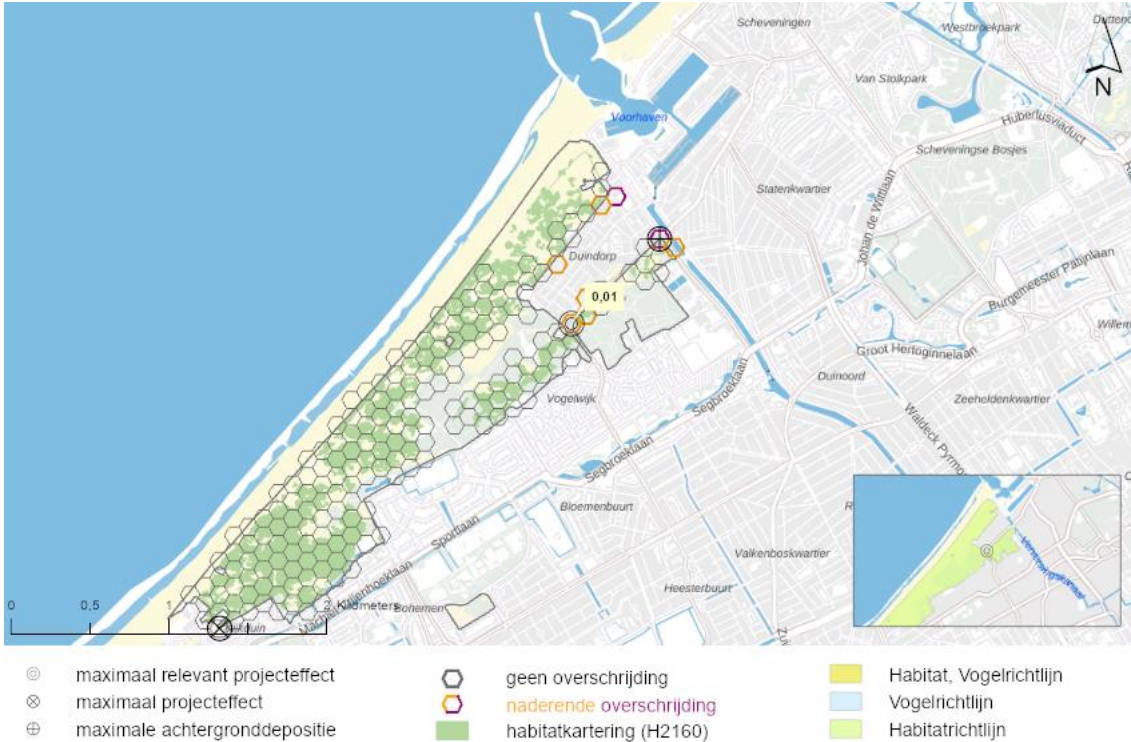 Scheveningen
Westbroekpark
Van Stolkpark
N
Voorhaven
Hubertusviaduct
Scheveningse Bosjes
Statenkwartier
Johan de Wittlaan
Duindorp
Burgemeester Patijnlaan
0,01
Groot Hertoginnelaan
Duinoord
Vogelwijk
Segbroeklaan
Zeeheldenkwartier
Waldeck Pyrmo
Segbroeklaan
Bloemenbuurt
Sportlaan
Valkenboskwartier
Heesterbuurt
Verversingskanaal
0 0,5 1 2 Kilometers
Bohemen
maximaal relevant projecteffect
maximaal projecteffect
maximale achtergronddepositie
geen overschrijding
naderende overschrijding
habitatkartering (H2160)
Habitat, Vogelrichtlijn
Vogelrichtlijn
Habitatrichtlijn